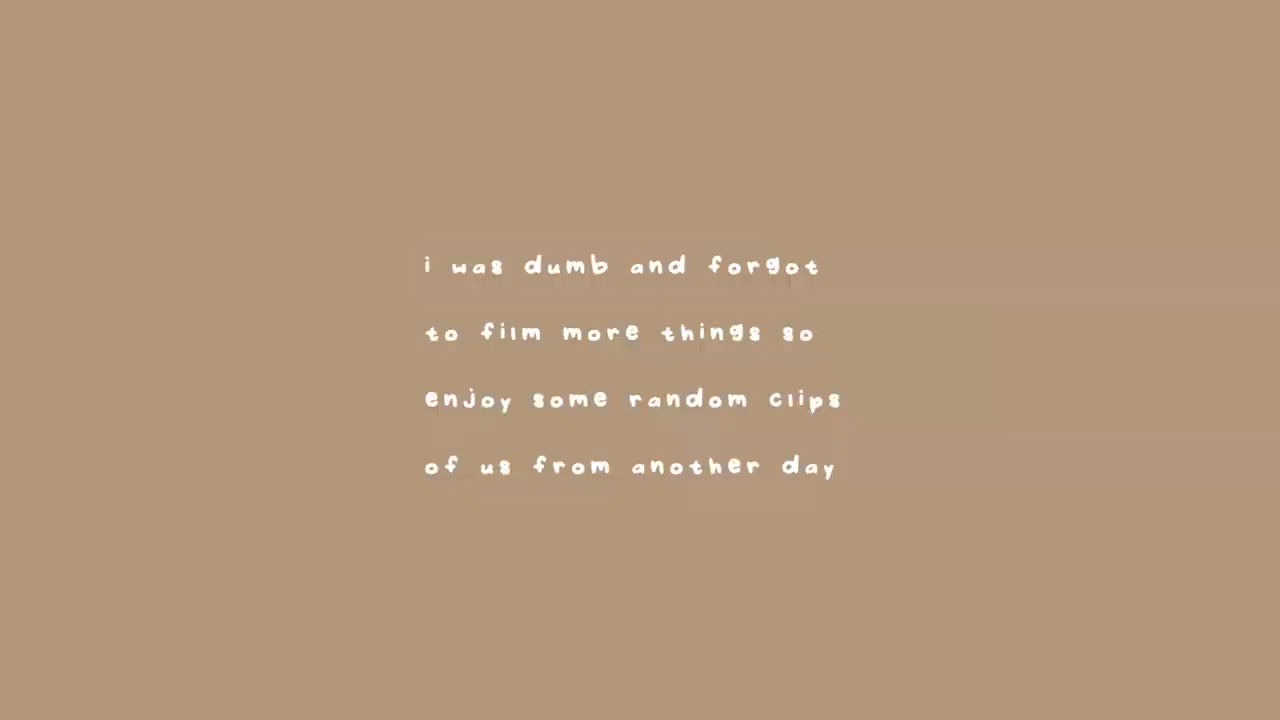 i was dumb and forgot
to film more things so
enjoy some random clips
of us from another day